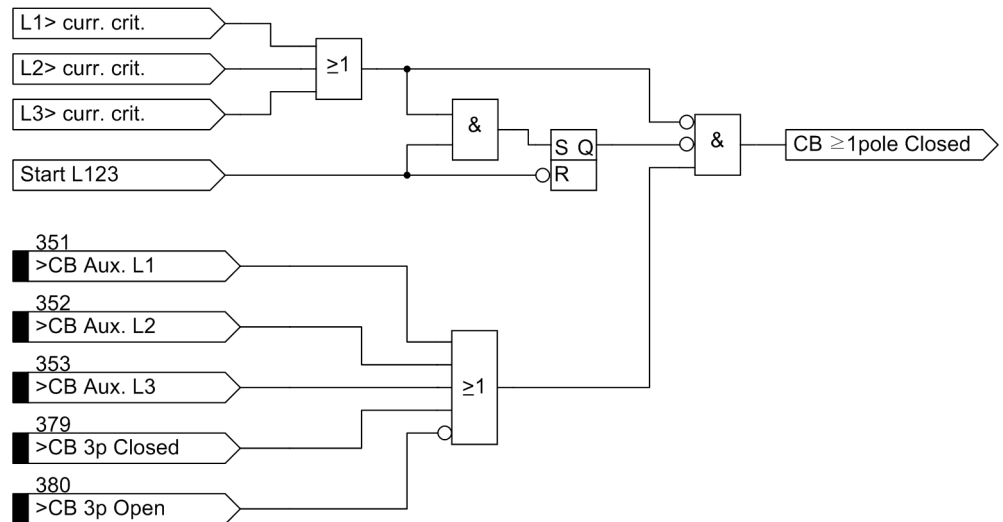 L1> curr. crit.
L2> curr. crit.
L3> curr. crit.
≥1
&
Start L123
S Q
R
&
CB ≥1pole Closed
351
>CB Aux. L1
352
>CB Aux. L2
353
>CB Aux. L3
≥1
379
>CB 3p Closed
380
>CB 3p Open